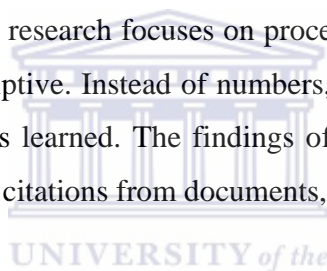 research focuses on proce
ptive. Instead of numbers,
s learned. The findings of
citations from documents,
UNIVERSITY of the